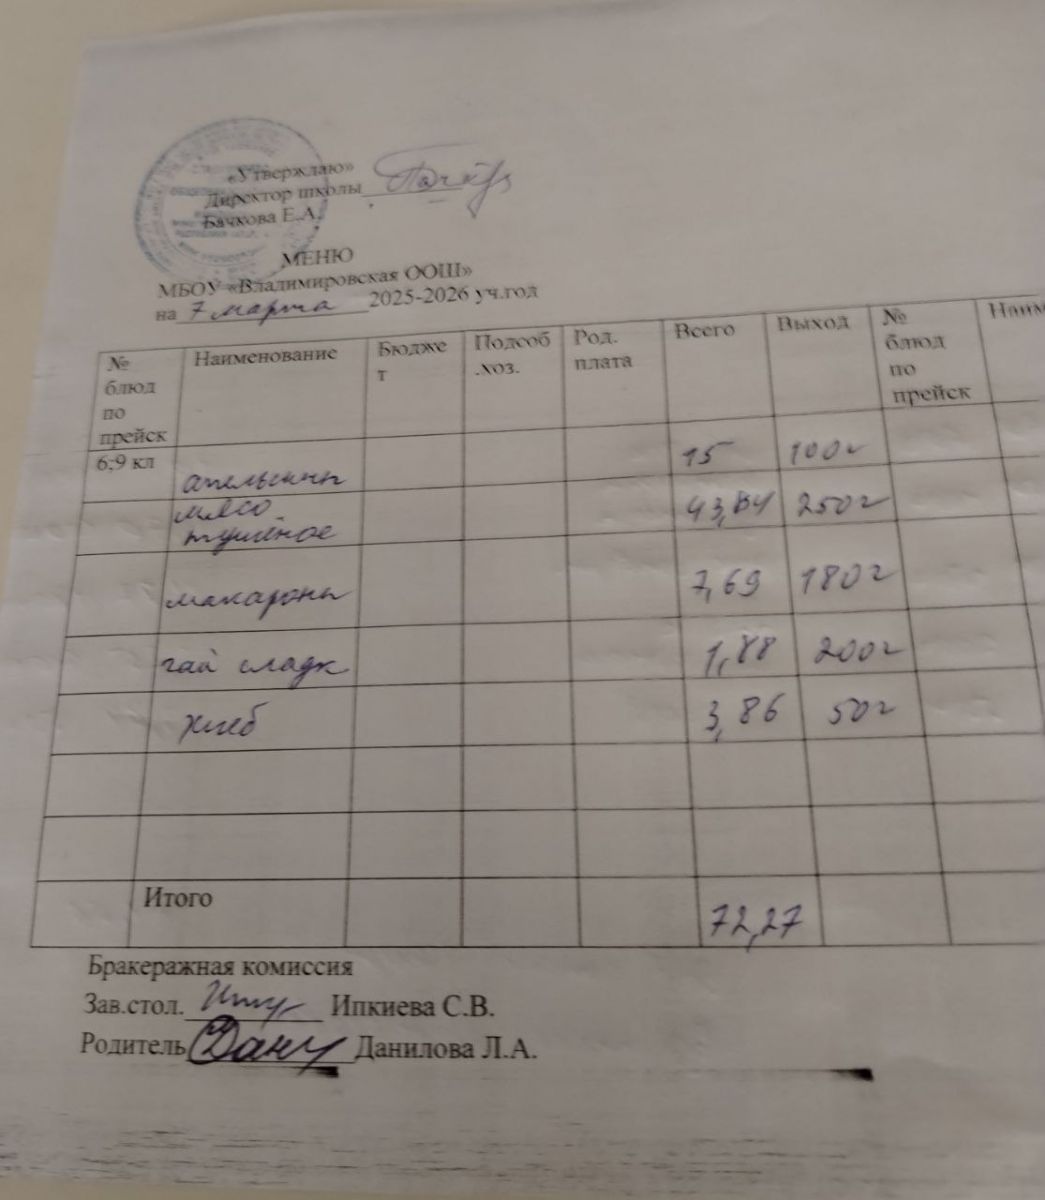 «Утверждаю»
Директор школы
Бачкова Е.А.
МЕНЮ
МБОУ «Владимировская ООШ»
на 7 марта 2025-2026 уч.год
№ блюд по прейск Наименование Бюдже т Подсоб .хоз. Род. плата Всего Выход № блюд по прейск Наим
6;9 кл апельсины 15 100г
мясо
тушёное 43,84 250г
макароны 7,69 180г
чай сладк 1,88 200г
хлеб 3,86 50г
Итого 72,27
Бракеражная комиссия
Зав.стол. Ипкиева С.В.
Родитель Данилова Л.А.